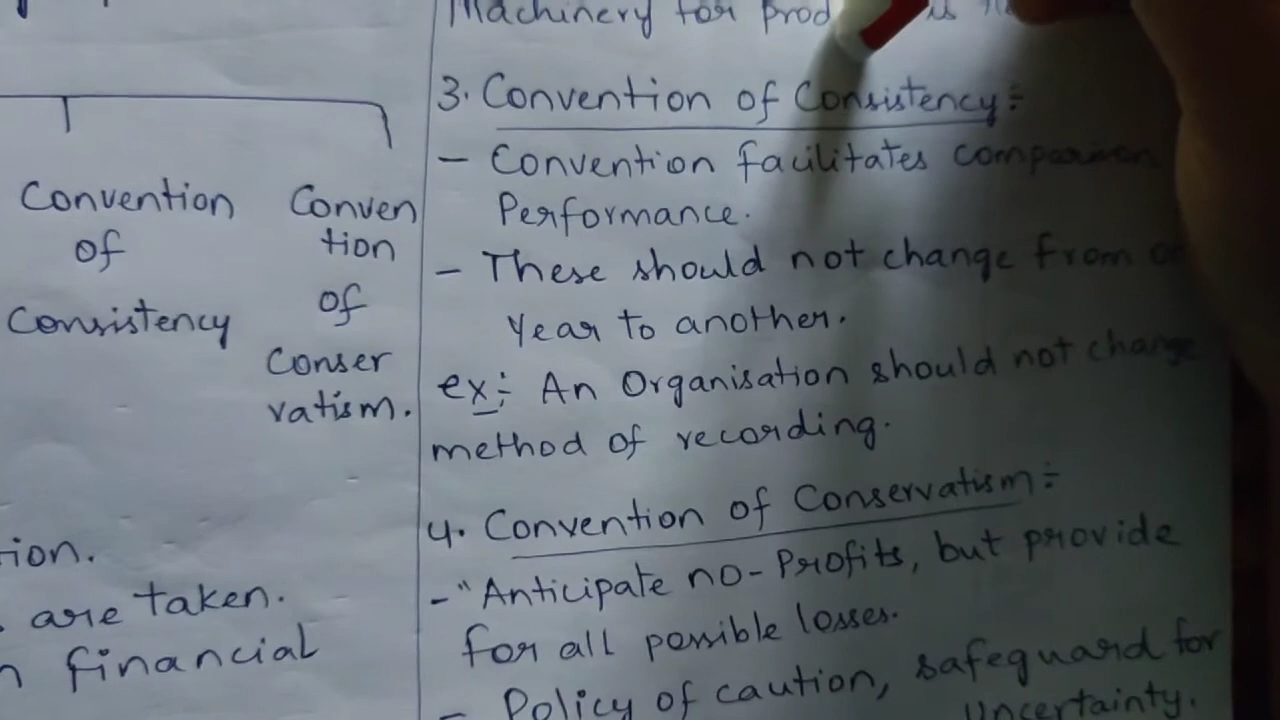 Convention
of
Consistency
Conven
tion
of
Conser
vatism.
tion.
are taken.
financial
Machinery for prod
3. Convention of Consistency:-
- Convention facilitates comparison
Performance.
- These should not change from
Year to another.
ex:- An Organisation should not change
method of recording.
4. Convention of Conservatism:-
- "Anticipate no-Profits, but provide
for all possible losses.
- Policy of caution, safeguard for
Uncertainty.